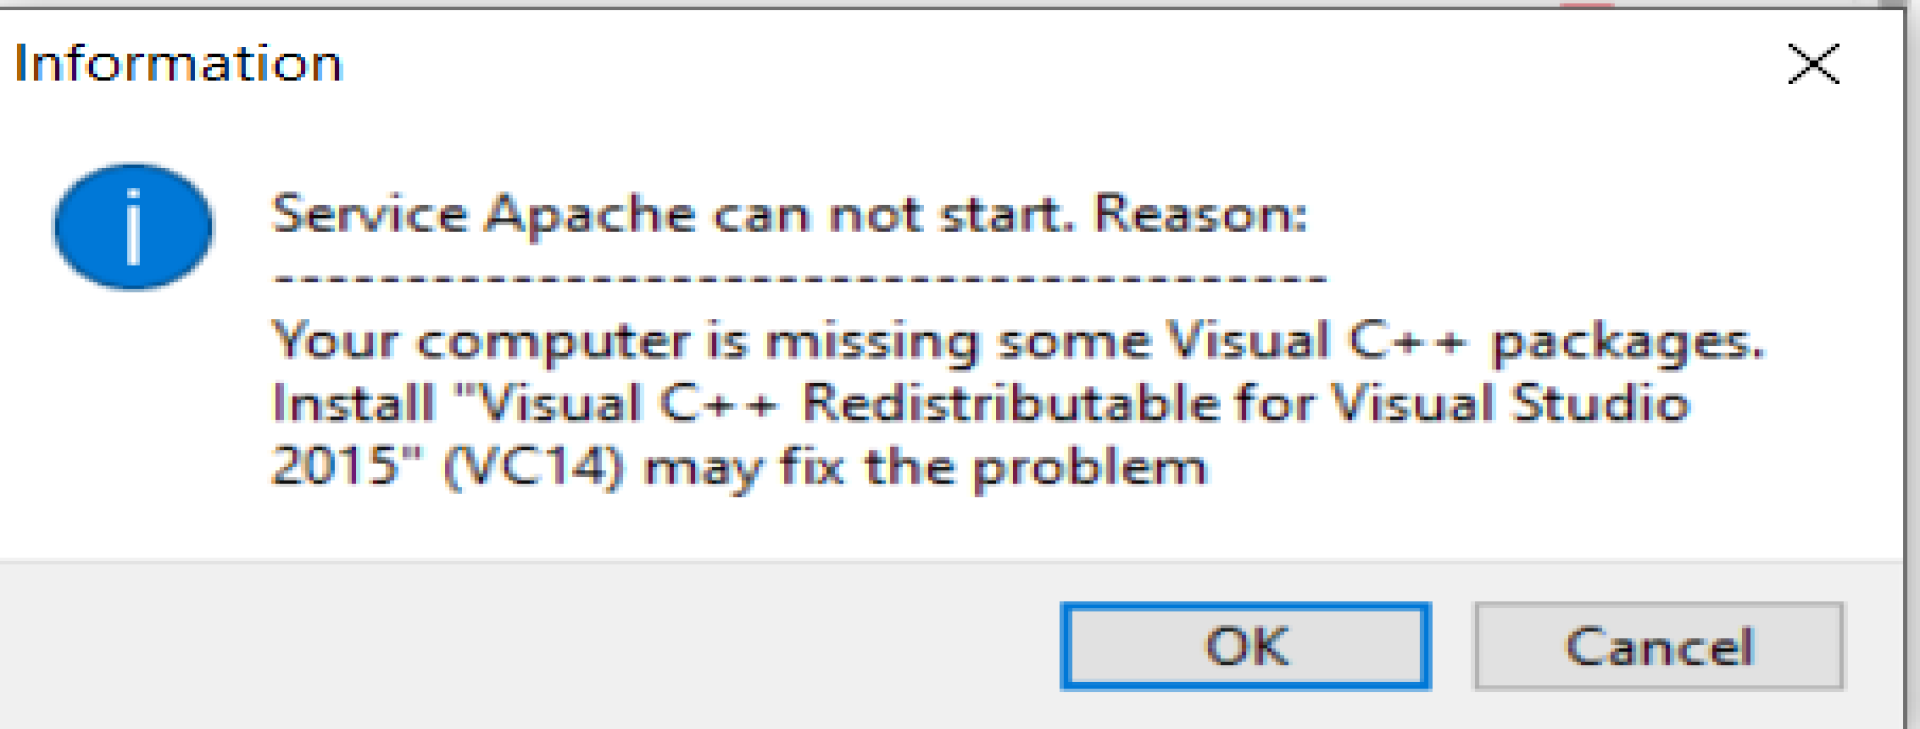 Information
Service Apache can not start. Reason:
----------------------------------------
Your computer is missing some Visual C++ packages.
Install "Visual C++ Redistributable for Visual Studio
2015" (VC14) may fix the problem
OK
Cancel